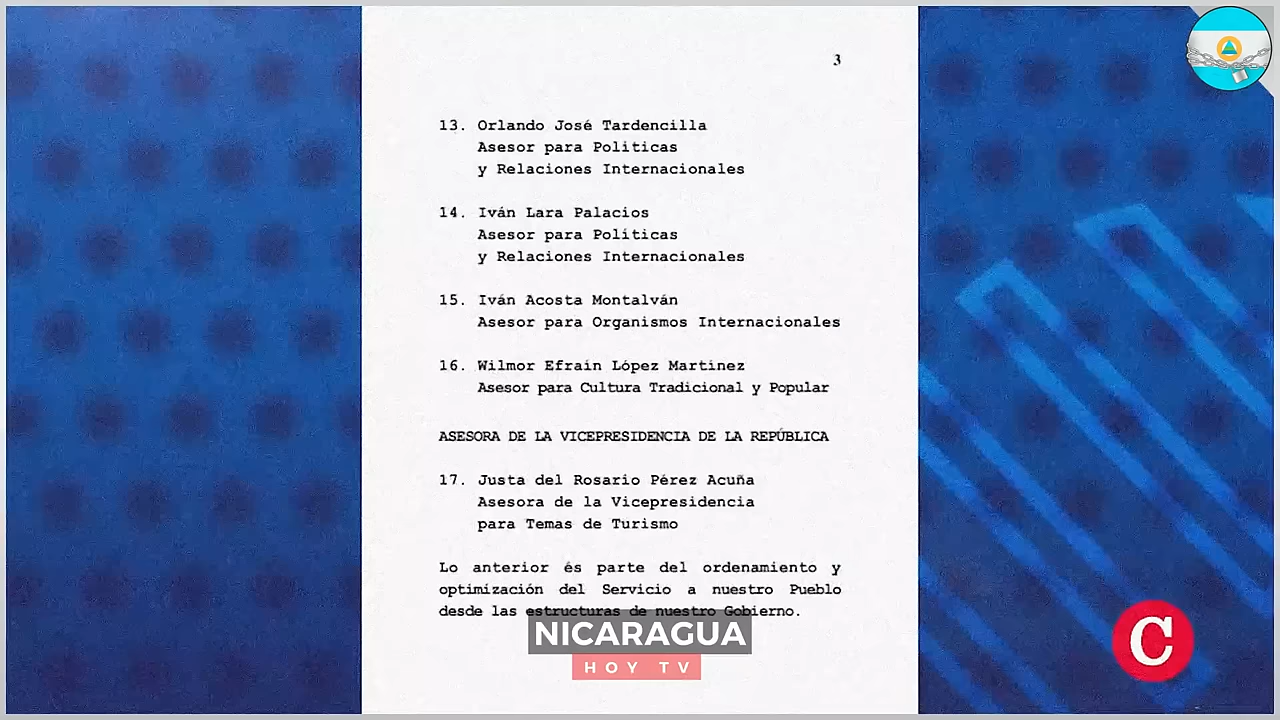 3
13. Orlando José Tardencilla
Asesor para Políticas
y Relaciones Internacionales
14. Iván Lara Palacios
Asesor para Políticas
y Relaciones Internacionales
15. Iván Acosta Montalván
Asesor para Organismos Internacionales
16. Wilmor Efraín López Martínez
Asesor para Cultura Tradicional y Popular
ASESORA DE LA VICEPRESIDENCIA DE LA REPÚBLICA
17. Justa del Rosario Pérez Acuña
Asesora de la Vicepresidencia
para Temas de Turismo
Lo anterior és parte del ordenamiento y
optimización del Servicio a nuestro Pueblo
desde las estructuras de nuestro Gobierno.
NICARAGUA
HOY TV
C